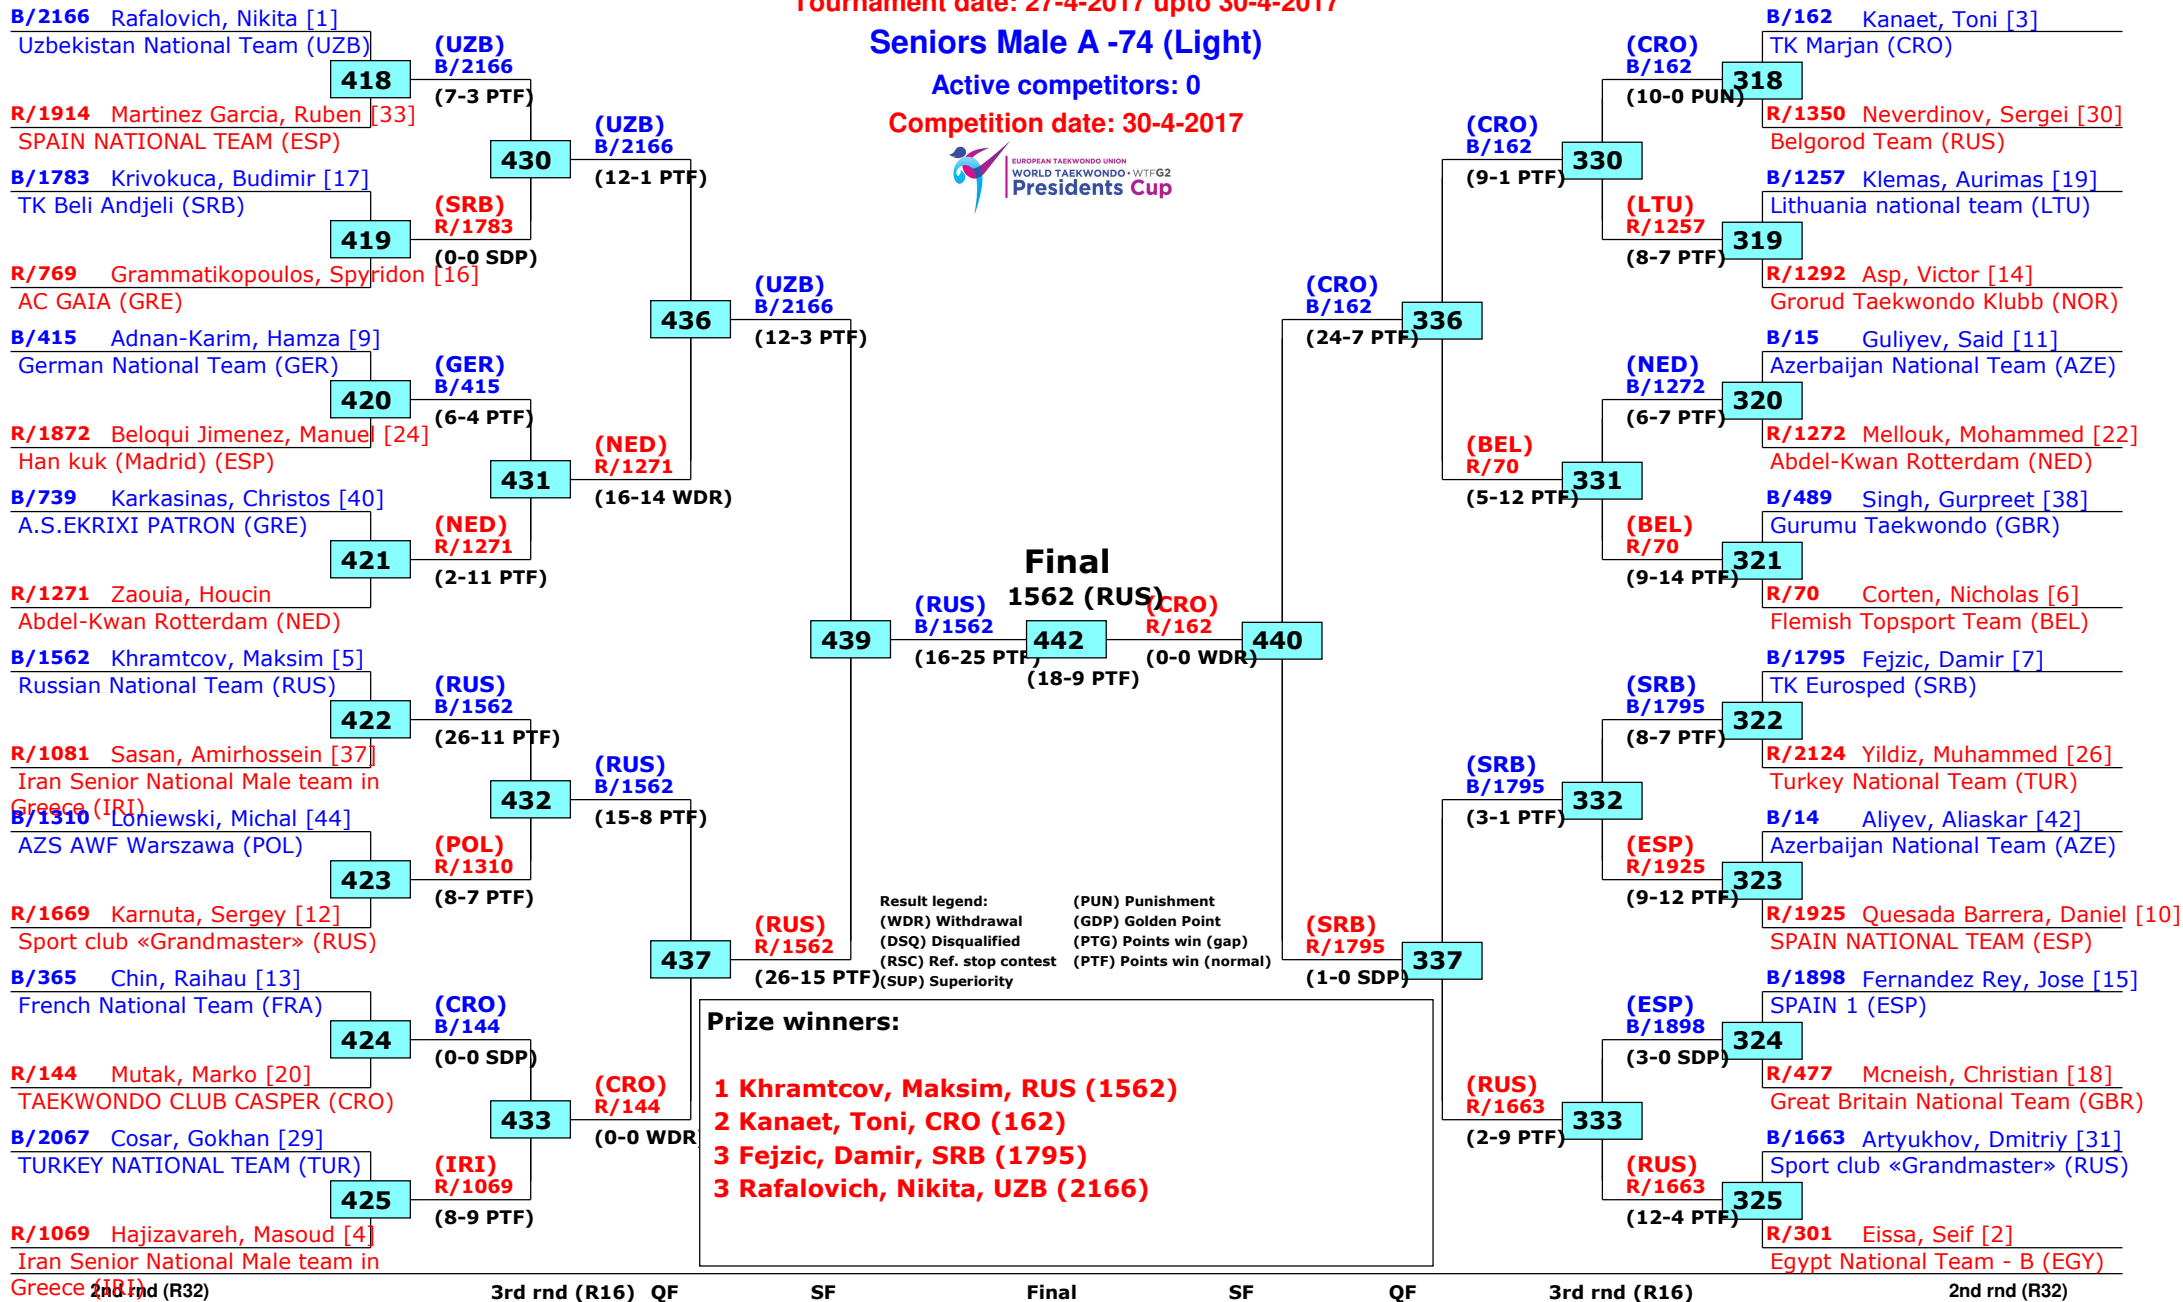 Tournament date: 27-4-2017 upto 30-4-2017
Seniors Male A -74 (Light)
Active competitors: 0
Competition date: 30-4-2017
EUROPEAN TAEKWONDO UNION
WORLD TAEKWONDO • WTF G2
Presidents Cup
B/2166 Rafalovich, Nikita [1]
Uzbekistan National Team (UZB)
418
R/1914 Martinez Garcia, Ruben [33]
SPAIN NATIONAL TEAM (ESP)
B/1783 Krivokuca, Budimir [17]
TK Beli Andjeli (SRB)
419
R/769 Grammatikopoulos, Spyridon [16]
AC GAIA (GRE)
B/415 Adnan-Karim, Hamza [9]
German National Team (GER)
420
R/1872 Beloqui Jimenez, Manuel [24]
Han kuk (Madrid) (ESP)
B/739 Karkasinas, Christos [40]
A.S.EKRIXI PATRON (GRE)
421
R/1271 Zaouia, Houcin
Abdel-Kwan Rotterdam (NED)
B/1562 Khramtcov, Maksim [5]
Russian National Team (RUS)
422
R/1081 Sasan, Amirhossein [37]
Iran Senior National Male team in
Greece (IRI)
B/1310 Loniewski, Michal [44]
AZS AWF Warszawa (POL)
423
R/1669 Karnuta, Sergey [12]
Sport club «Grandmaster» (RUS)
B/365 Chin, Raihau [13]
French National Team (FRA)
424
R/144 Mutak, Marko [20]
TAEKWONDO CLUB CASPER (CRO)
B/2067 Cosar, Gokhan [29]
TURKEY NATIONAL TEAM (TUR)
425
R/1069 Hajizavareh, Masoud [4]
Iran Senior National Male team in
Greece (IRI)
(UZB)
B/2166
(7-3 PTF)
430
(SRB)
R/1783
(0-0 SDP)
(GER)
B/415
(6-4 PTF)
431
(NED)
R/1271
(2-11 PTF)
(RUS)
B/1562
(26-11 PTF)
432
(POL)
R/1310
(8-7 PTF)
(CRO)
B/144
(0-0 SDP)
433
(IRI)
R/1069
(8-9 PTF)
(UZB)
B/2166
(12-1 PTF)
436
(NED)
R/1271
(16-14 WDR)
(RUS)
B/1562
(15-8 PTF)
437
(CRO)
R/144
(0-0 WDR)
(UZB)
B/2166
(12-3 PTF)
439
(RUS)
R/1562
(26-15 PTF)
Final
1562 (RUS)
(RUS)
B/1562
(16-25 PTF)
442
(18-9 PTF)
(CRO)
R/162
(0-0 WDR)
440
(CRO)
B/162
(24-7 PTF)
336
(SRB)
R/1795
(1-0 SDP)
337
(CRO)
B/162
(9-1 PTF)
330
(BEL)
R/70
(5-12 PTF)
331
(SRB)
B/1795
(3-1 PTF)
332
(RUS)
R/1663
(2-9 PTF)
333
(CRO)
B/162
(10-0 PUN)
318
(LTU)
R/1257
(8-7 PTF)
319
(NED)
B/1272
(6-7 PTF)
320
(BEL)
R/70
(9-14 PTF)
321
(SRB)
B/1795
(8-7 PTF)
322
(ESP)
R/1925
(9-12 PTF)
323
(ESP)
B/1898
(3-0 SDP)
324
(RUS)
R/1663
(12-4 PTF)
325
B/162 Kanaet, Toni [3]
TK Marjan (CRO)
R/1350 Neverdinov, Sergei [30]
Belgorod Team (RUS)
B/1257 Klemas, Aurimas [19]
Lithuania national team (LTU)
R/1292 Asp, Victor [14]
Grorud Taekwondo Klubb (NOR)
B/15 Guliyev, Said [11]
Azerbaijan National Team (AZE)
R/1272 Mellouk, Mohammed [22]
Abdel-Kwan Rotterdam (NED)
B/489 Singh, Gurpreet [38]
Gurumu Taekwondo (GBR)
R/70 Corten, Nicholas [6]
Flemish Topsport Team (BEL)
B/1795 Fejzic, Damir [7]
TK Eurosped (SRB)
R/2124 Yildiz, Muhammed [26]
Turkey National Team (TUR)
B/14 Aliyev, Aliaskar [42]
Azerbaijan National Team (AZE)
R/1925 Quesada Barrera, Daniel [10]
SPAIN NATIONAL TEAM (ESP)
B/1898 Fernandez Rey, Jose [15]
SPAIN 1 (ESP)
R/477 Mcneish, Christian [18]
Great Britain National Team (GBR)
B/1663 Artyukhov, Dmitriy [31]
Sport club «Grandmaster» (RUS)
R/301 Eissa, Seif [2]
Egypt National Team - B (EGY)
Result legend: (PUN) Punishment
(WDR) Withdrawal (GDP) Golden Point
(DSQ) Disqualified (PTG) Points win (gap)
(RSC) Ref. stop contest (PTF) Points win (normal)
(SUP) Superiority
Prize winners:
1 Khramtcov, Maksim, RUS (1562)
2 Kanaet, Toni, CRO (162)
3 Fejzic, Damir, SRB (1795)
3 Rafalovich, Nikita, UZB (2166)
2nd rnd (R32) 3rd rnd (R16) QF SF Final SF QF 3rd rnd (R16) 2nd rnd (R32)